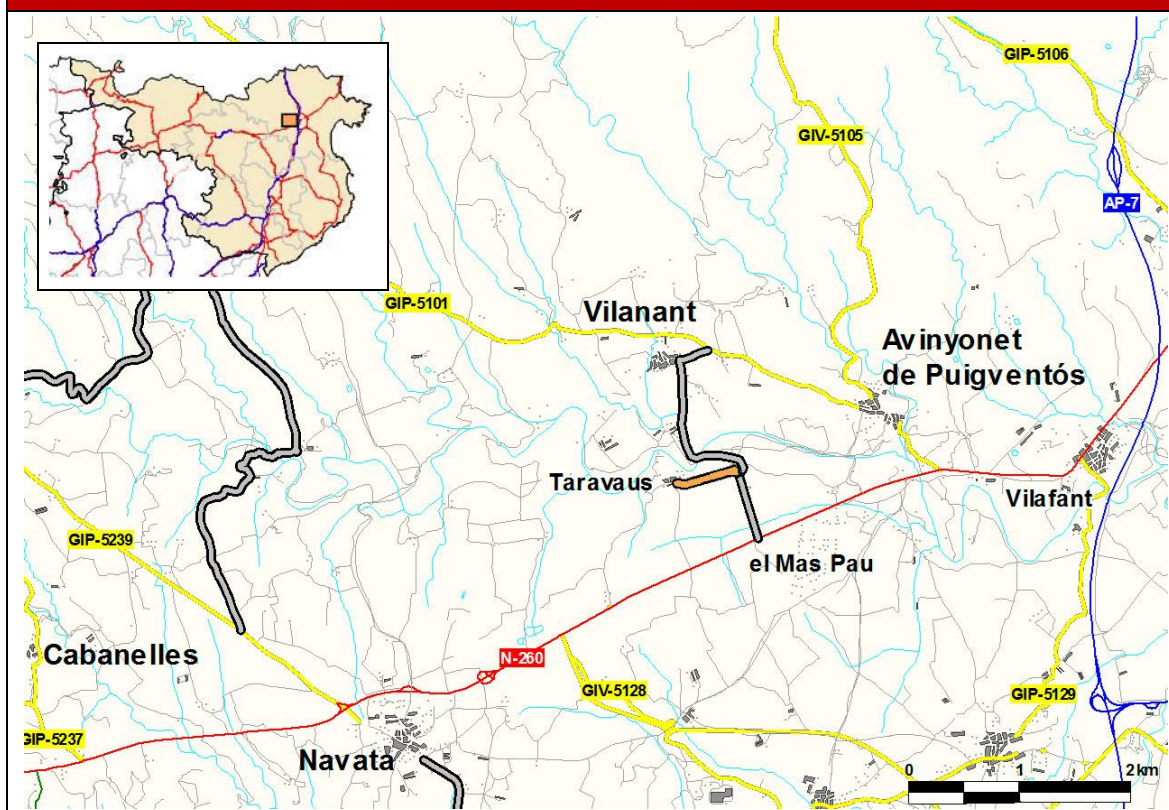 GIP-5106
GIV-5105
AP-7
GIP-5101
Vilanant
Avinyonet
de Puigventós
Taravaus
Vilafant
GIP-5239
el Mas Pau
Cabanelles
N-260
GIV-5128
GIP-5129
GIP-5237
Navata
0 1 2 km